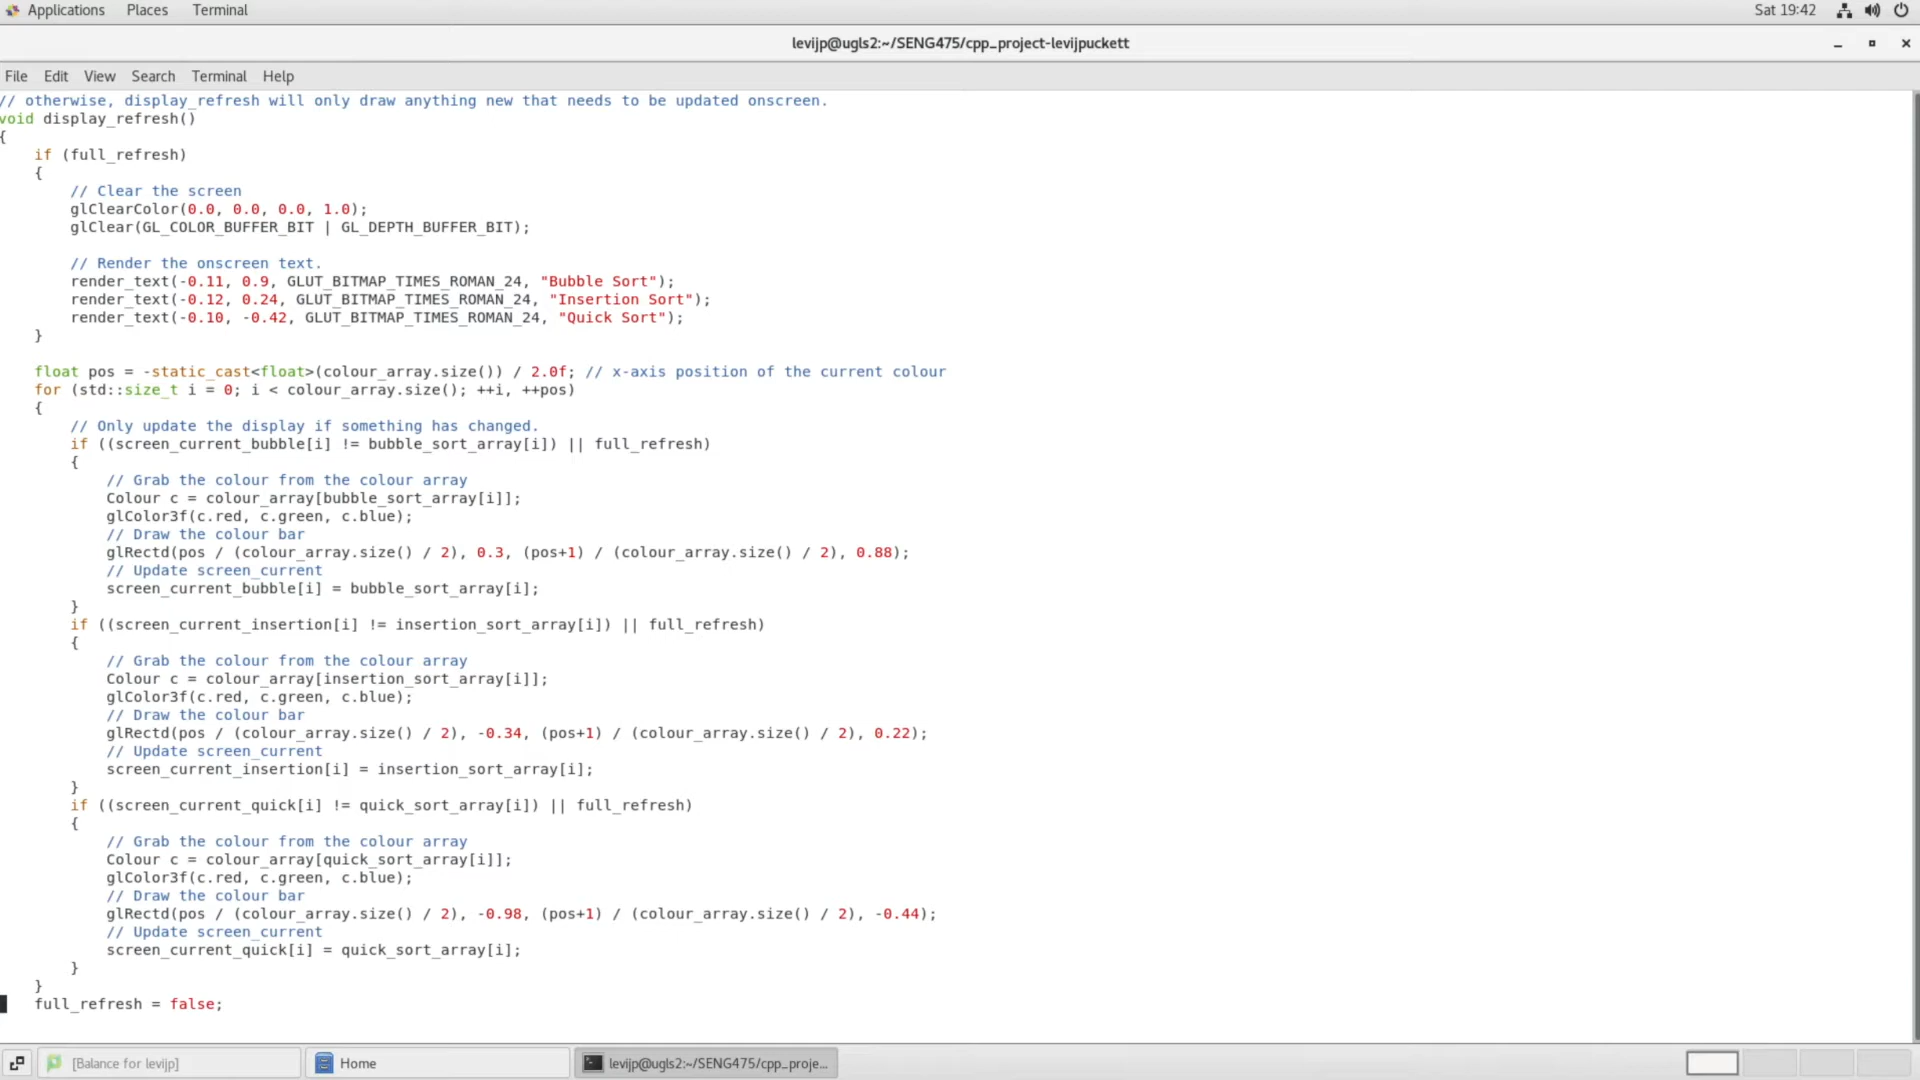 Applications Places Terminal Sat 19:42
levijp@ugls2:~/SENG475/cpp_project-levijpuckett
File Edit View Search Terminal Help
// otherwise, display_refresh will only draw anything new that needs to be updated onscreen.
void display_refresh()
{
    if (full_refresh)
    {
        // Clear the screen
        glClearColor(0.0, 0.0, 0.0, 1.0);
        glClear(GL_COLOR_BUFFER_BIT | GL_DEPTH_BUFFER_BIT);

        // Render the onscreen text.
        render_text(-0.11, 0.9, GLUT_BITMAP_TIMES_ROMAN_24, "Bubble Sort");
        render_text(-0.12, 0.24, GLUT_BITMAP_TIMES_ROMAN_24, "Insertion Sort");
        render_text(-0.10, -0.42, GLUT_BITMAP_TIMES_ROMAN_24, "Quick Sort");
    }

    float pos = -static_cast<float>(colour_array.size()) / 2.0f; // x-axis position of the current colour
    for (std::size_t i = 0; i < colour_array.size(); ++i, ++pos)
    {
        // Only update the display if something has changed.
        if ((screen_current_bubble[i] != bubble_sort_array[i]) || full_refresh)
        {
            // Grab the colour from the colour array
            Colour c = colour_array[bubble_sort_array[i]];
            glColor3f(c.red, c.green, c.blue);
            // Draw the colour bar
            glRectd(pos / (colour_array.size() / 2), 0.3, (pos+1) / (colour_array.size() / 2), 0.88);
            // Update screen_current
            screen_current_bubble[i] = bubble_sort_array[i];
        }
        if ((screen_current_insertion[i] != insertion_sort_array[i]) || full_refresh)
        {
            // Grab the colour from the colour array
            Colour c = colour_array[insertion_sort_array[i]];
            glColor3f(c.red, c.green, c.blue);
            // Draw the colour bar
            glRectd(pos / (colour_array.size() / 2), -0.34, (pos+1) / (colour_array.size() / 2), 0.22);
            // Update screen_current
            screen_current_insertion[i] = insertion_sort_array[i];
        }
        if ((screen_current_quick[i] != quick_sort_array[i]) || full_refresh)
        {
            // Grab the colour from the colour array
            Colour c = colour_array[quick_sort_array[i]];
            glColor3f(c.red, c.green, c.blue);
            // Draw the colour bar
            glRectd(pos / (colour_array.size() / 2), -0.98, (pos+1) / (colour_array.size() / 2), -0.44);
            // Update screen_current
            screen_current_quick[i] = quick_sort_array[i];
        }
    }
    full_refresh = false;
[Balance for levijp] Home levijp@ugls2:~/SENG475/cpp_proje...